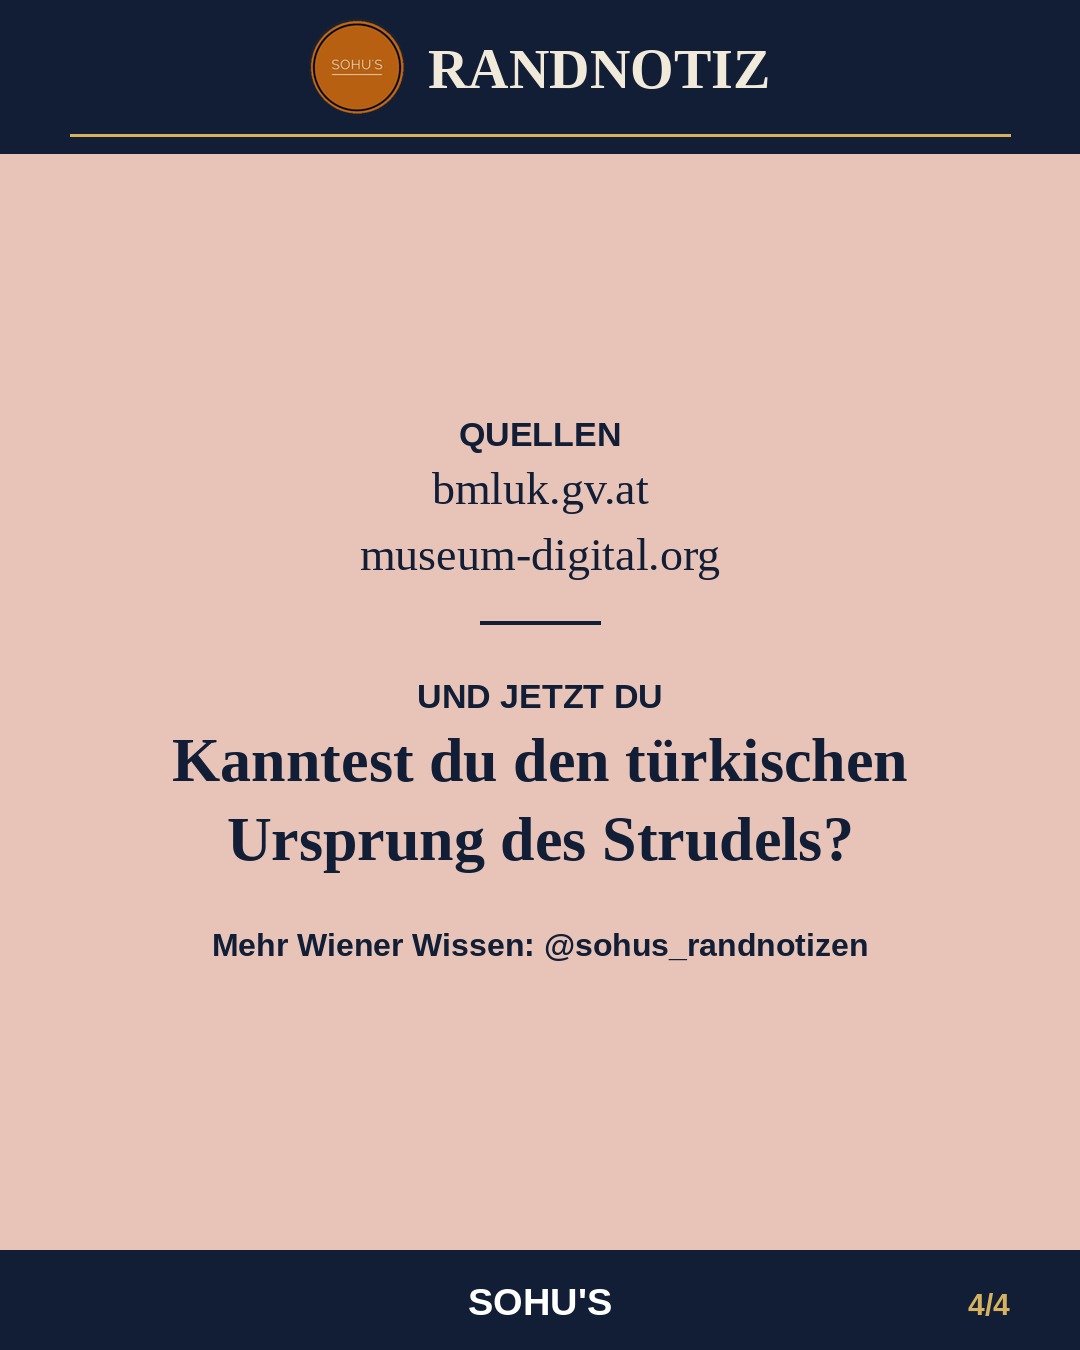 SOHU'S
RANDNOTIZ
QUELLEN
bmluk.gv.at
museum-digital.org
UND JETZT DU
Kanntest du den türkischen
Ursprung des Strudels?
Mehr Wiener Wissen: @sohus_randnotizen
SOHU'S
4/4